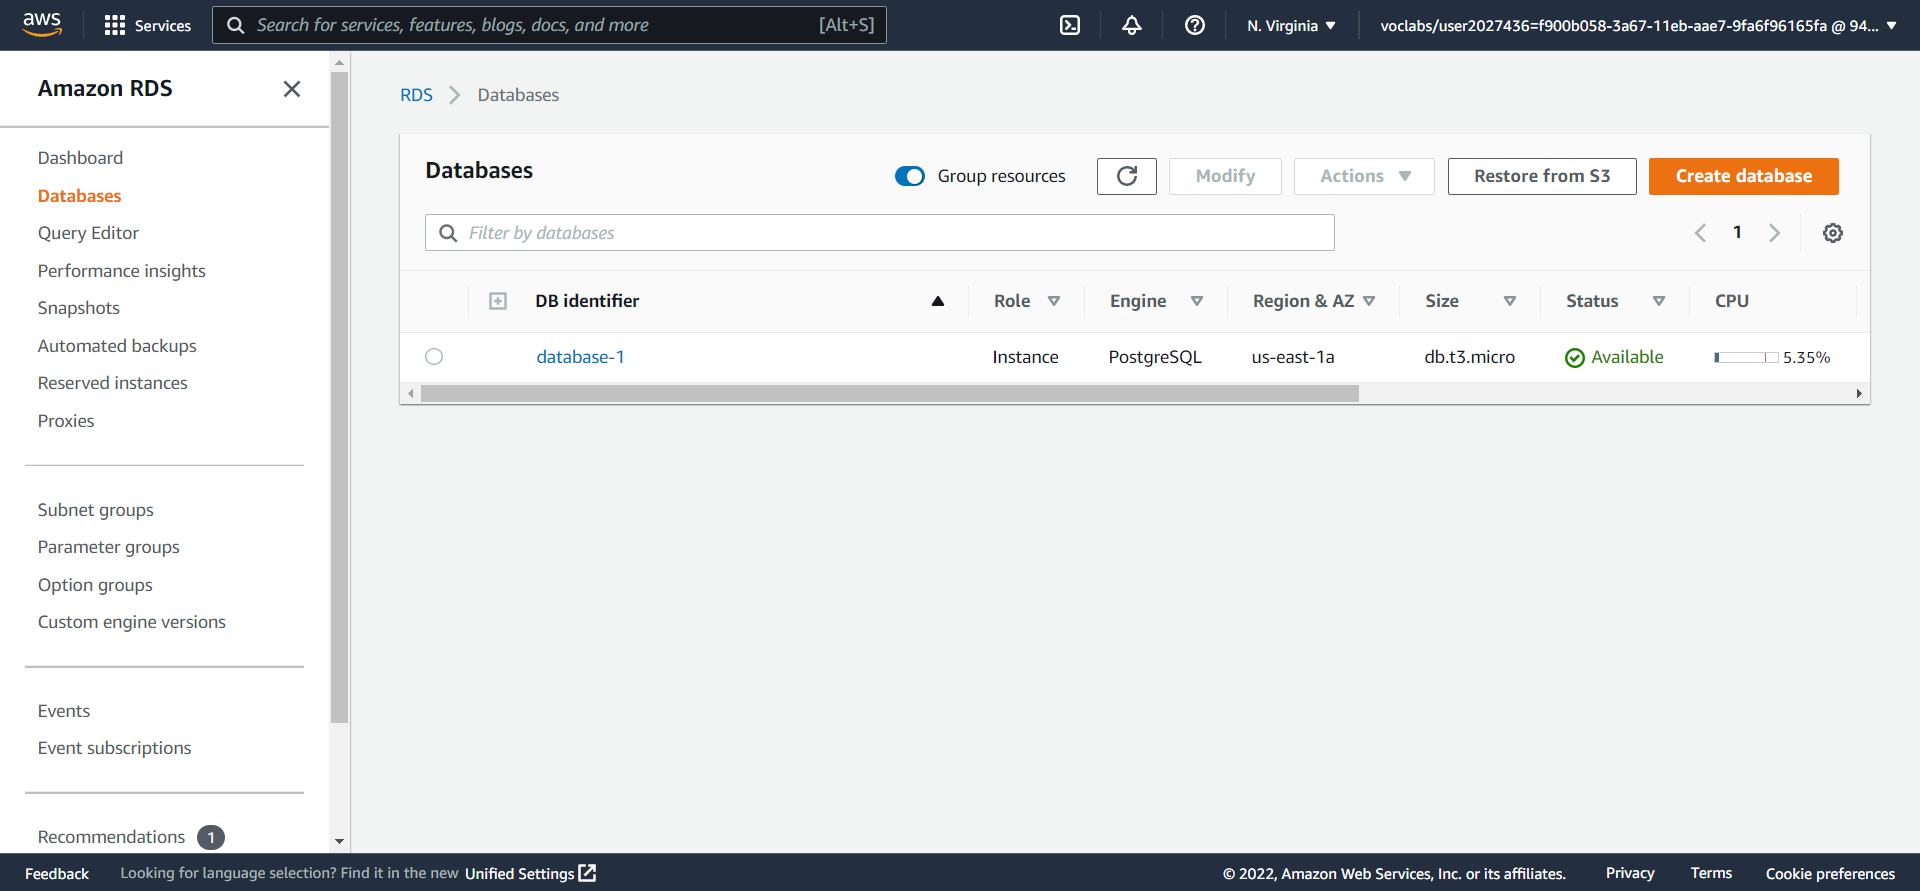 aws
Services
Search for services, features, blogs, docs, and more [Alt+S]
N. Virginia
voclabs/user2027436=f900b058-3a67-11eb-aae7-9fa6f96165fa @ 94...
Amazon RDS
Dashboard
Databases
Query Editor
Performance insights
Snapshots
Automated backups
Reserved instances
Proxies
Subnet groups
Parameter groups
Option groups
Custom engine versions
Events
Event subscriptions
Recommendations 1
RDS > Databases
Databases
Group resources
Modify
Actions
Restore from S3
Create database
Filter by databases
1
DB identifier Role Engine Region & AZ Size Status CPU
database-1 Instance PostgreSQL us-east-1a db.t3.micro Available 5.35%
Feedback Looking for language selection? Find it in the new Unified Settings
© 2022, Amazon Web Services, Inc. or its affiliates. Privacy Terms Cookie preferences